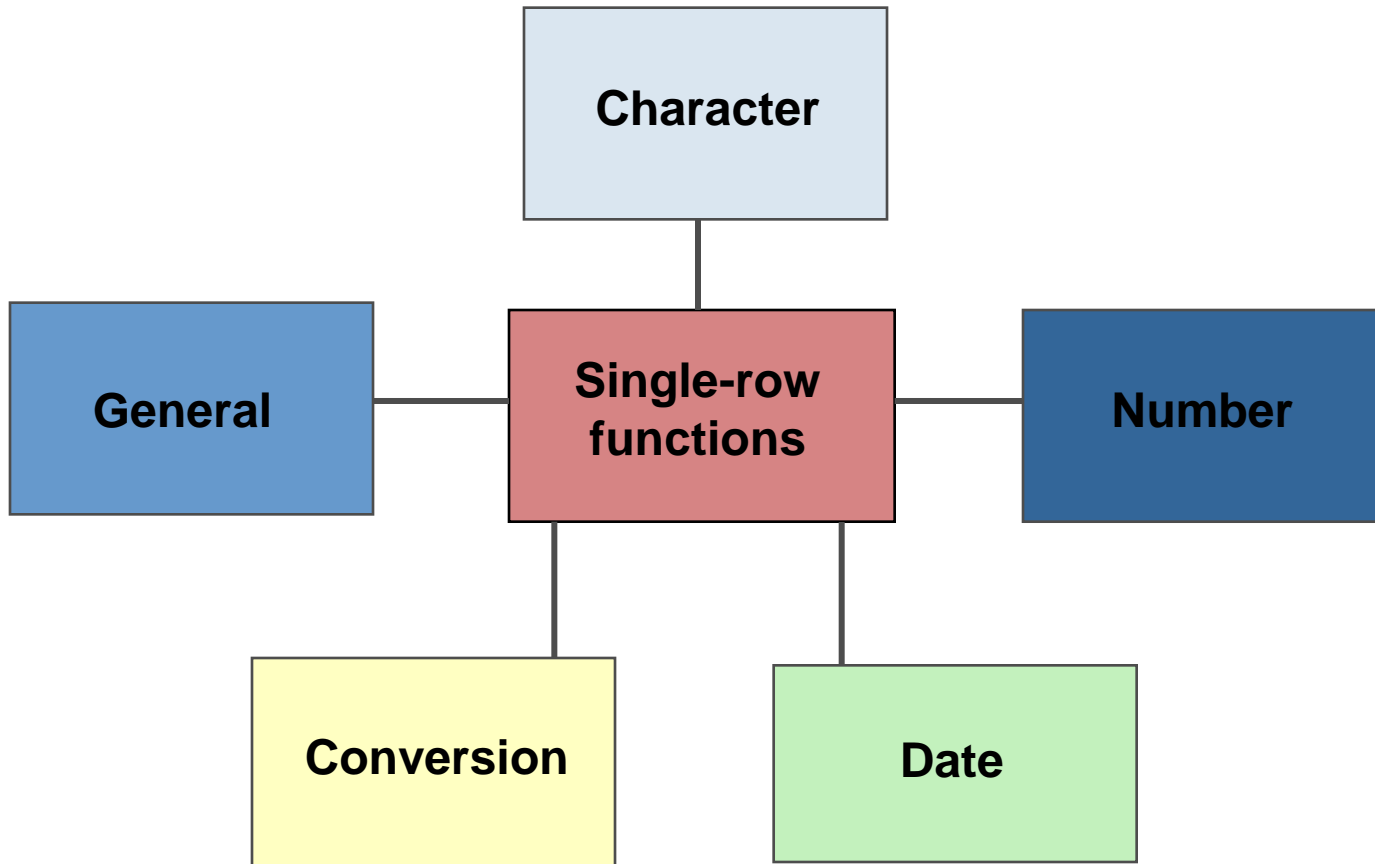 Character
General
Single-row
functions
Number
Conversion
Date